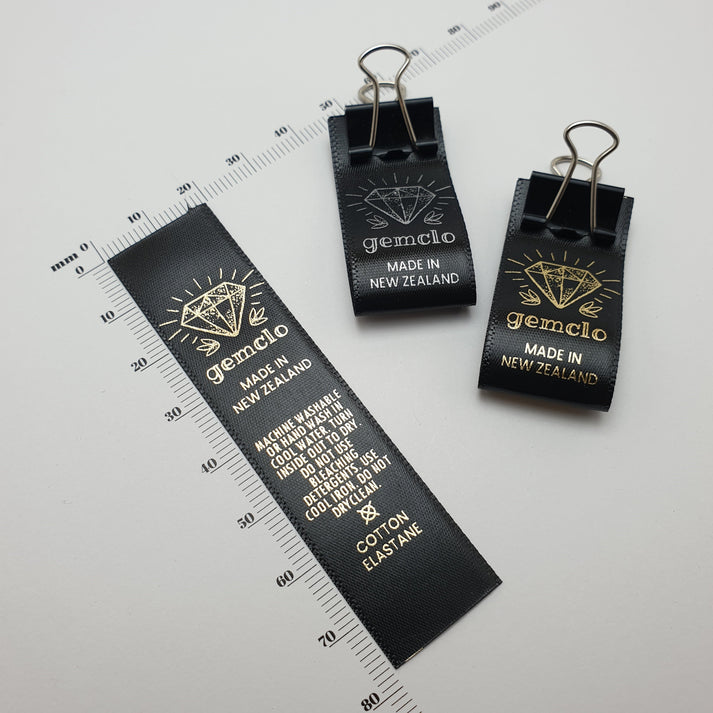 mm 0
10
20
30
40
50
60
70
80
90
0
10
20
30
40
50
60
70
80
gemclo
MADE IN
NEW ZEALAND
MACHINE WASHABLE
OR HAND WASH IN
COOL WATER. TURN
INSIDE OUT TO DRY.
DO NOT USE
BLEACHING
DETERGENTS. USE
COOL IRON. DO NOT
DRYCLEAN.
COTTON
ELASTANE
gemclo
MADE IN
NEW ZEALAND
gemclo
MADE IN
NEW ZEALAND